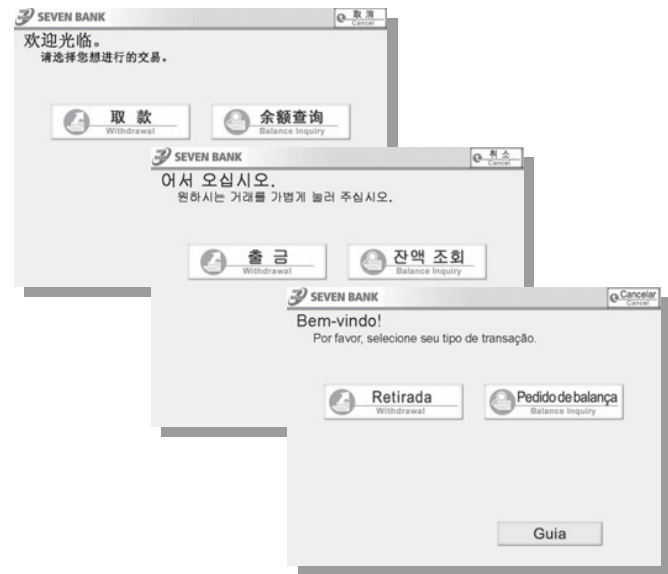 SEVEN BANK
取 消
Cancel
欢迎光临。
请选择您想进行的交易。
取 款
Withdrawal
余额查询
Balance Inquiry
SEVEN BANK
취 소
Cancel
어서 오십시오.
원하시는 거래를 가볍게 눌러 주십시오.
출 금
Withdrawal
잔액 조회
Balance Inquiry
SEVEN BANK
Cancelar
Cancel
Bem-vindo!
Por favor, selecione seu tipo de transação.
Retirada
Withdrawal
Pedido de balança
Balance Inquiry
Guia